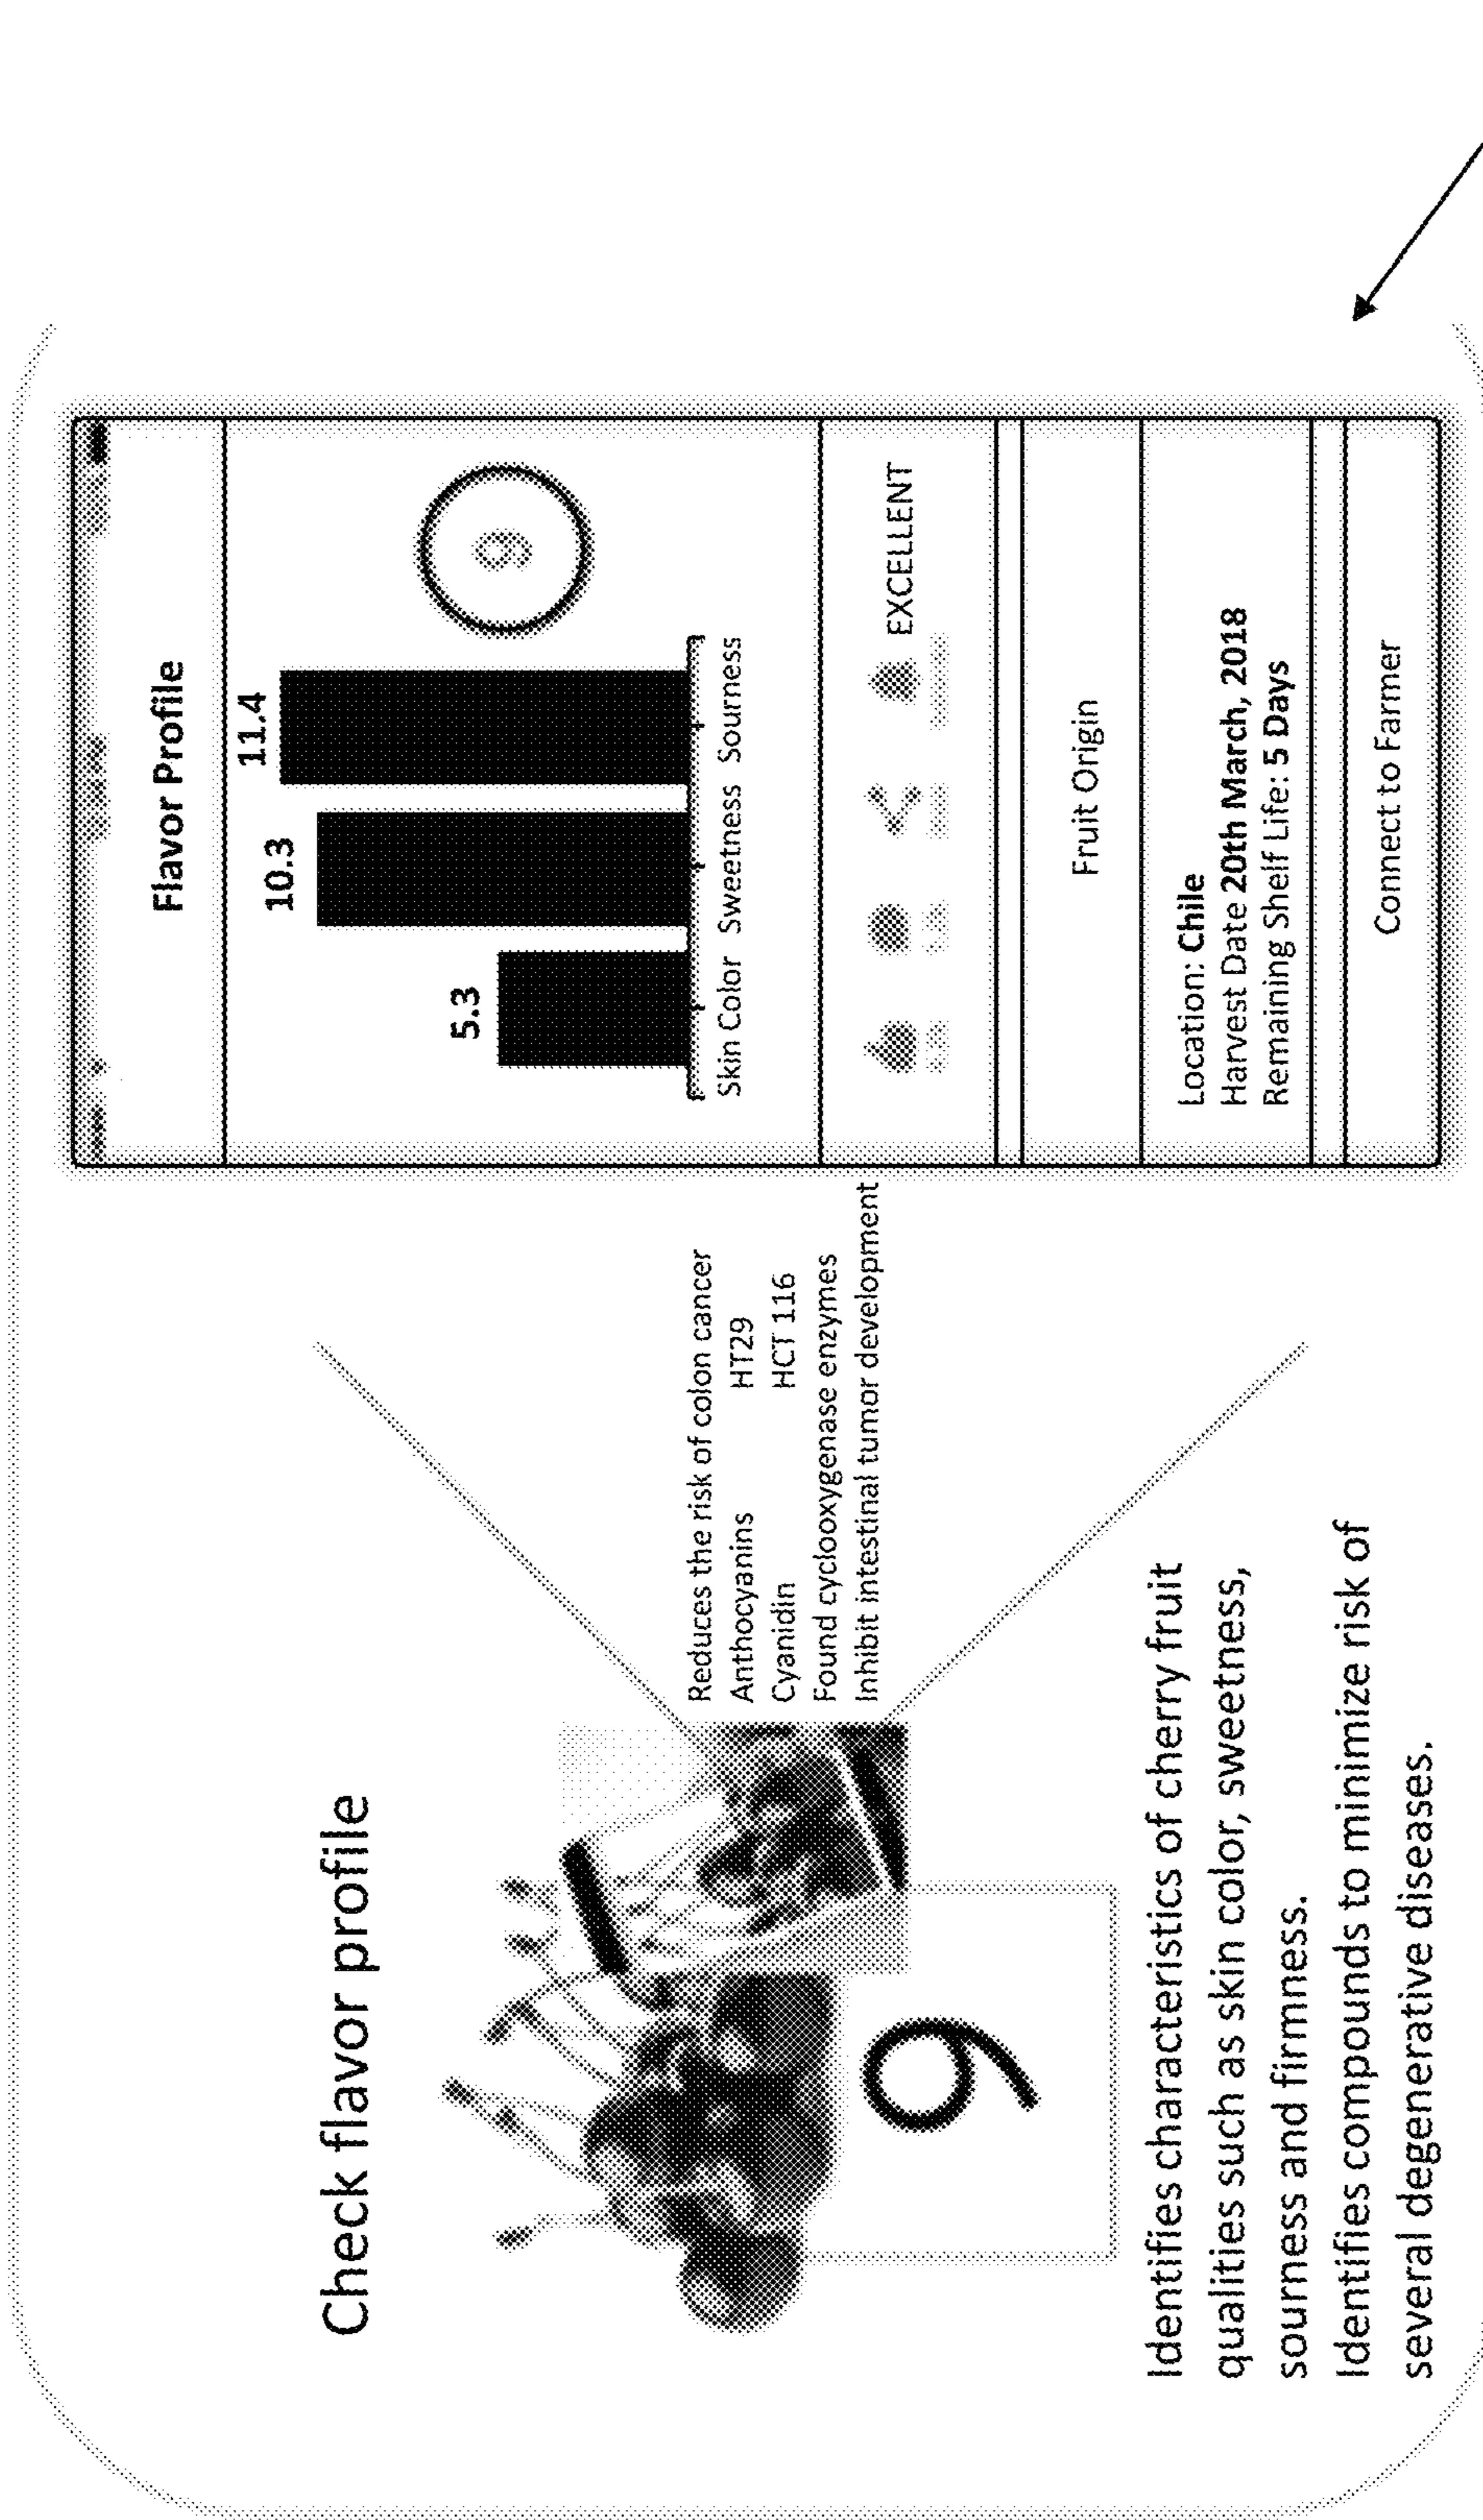 Check flavor profile
9
Identifies characteristics of cherry fruit
qualities such as skin color, sweetness,
sourness and firmness.
Identifies compounds to minimize risk of
several degenerative diseases.
Reduces the risk of colon cancer
Anthocyanins HT29
Cyanidin HCT 116
Found cyclooxygenase enzymes
Inhibit intestinal tumor development
Flavor Profile
5.3 10.3 11.4
Skin Color Sweetness Sourness
9
EXCELLENT
Fruit Origin
Location: Chile
Harvest Date 20th March, 2018
Remaining Shelf Life: 5 Days
Connect to Farmer